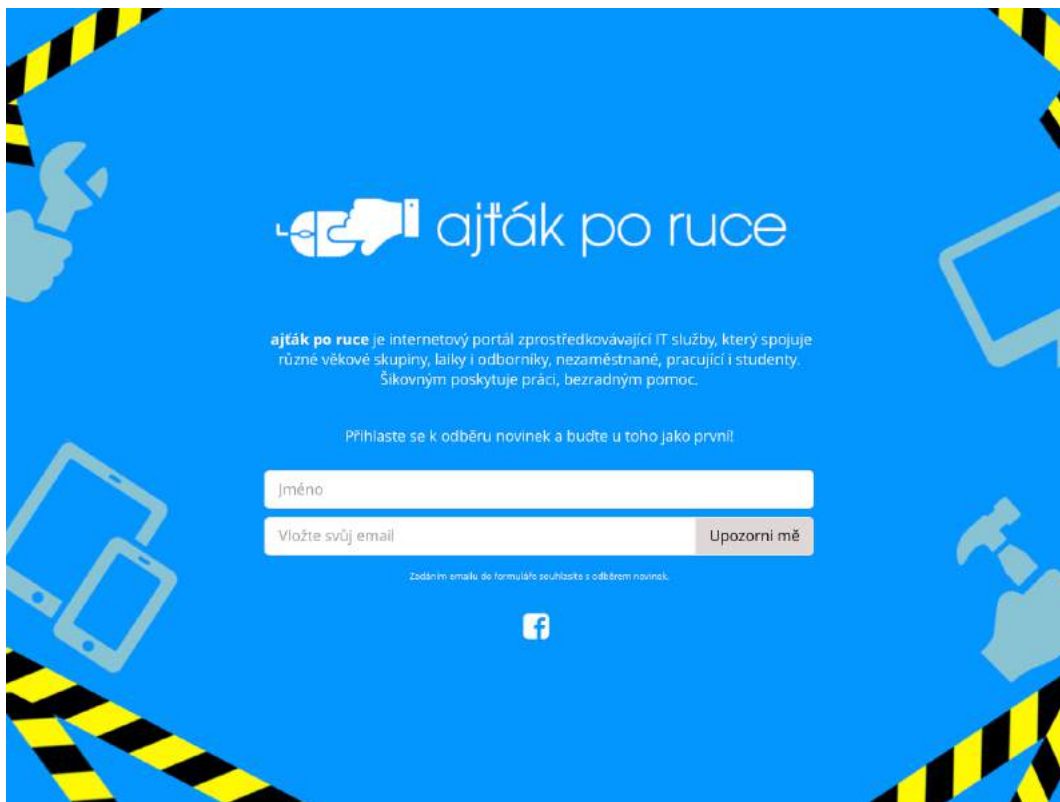 ajťák po ruce
ajťák po ruce je internetový portál zprostředkovávající IT služby, který spojuje
různé věkové skupiny, laiky i odborníky, nezaměstnané, pracující i studenty.
Šikovným poskytuje práci, bezradným pomoc.
Přihlaste se k odběru novinek a buďte u toho jako první!
Jméno
Vložte svůj email
Upozorni mě
Zadáním emailu do formuláře souhlasíte s odběrem novinek.